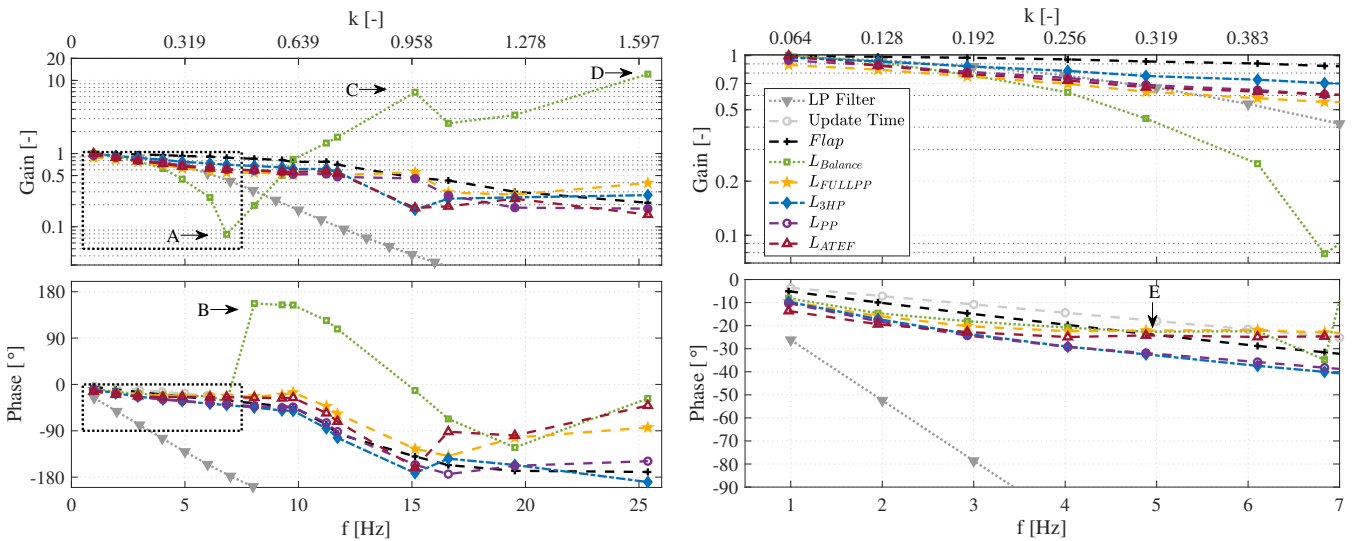 k [-]
0 0.319 0.639 0.958 1.278 1.597
20
10
1
0.5
0.1
Gain [-]
A
C
D
180
90
0
-90
-180
Phase [°]
B
0 5 10 15 20 25
f [Hz]
k [-]
0.064 0.128 0.192 0.256 0.319 0.383
1
0.7
0.5
0.2
0.1
Gain [-]
LP Filter
Update Time
Flap
L_Balance
L_FULLPP
L_3HP
L_PP
L_ATEF
0
-10
-20
-30
-40
-50
-60
-70
-80
-90
Phase [°]
E
1 2 3 4 5 6 7
f [Hz]